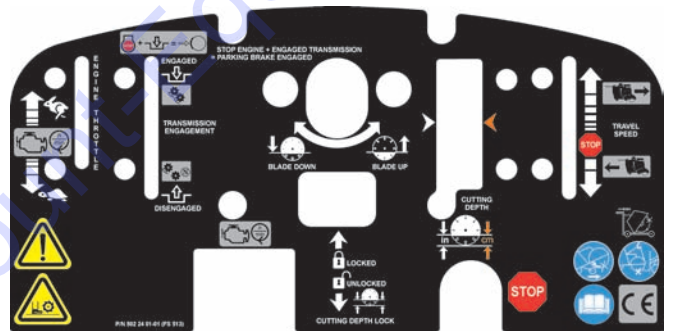 STOP ENGINE + ENGAGED TRANSMISSION
= PARKING BRAKE ENGAGED
ENGINE THROTTLE
ENGAGED
TRANSMISSION
ENGAGEMENT
DISENGAGED
BLADE DOWN
BLADE UP
CUTTING
DEPTH
in
cm
TRAVEL
SPEED
STOP
LOCKED
UNLOCKED
CUTTING DEPTH LOCK
STOP
CE
P/N 502 24 01-01 (FS 513)